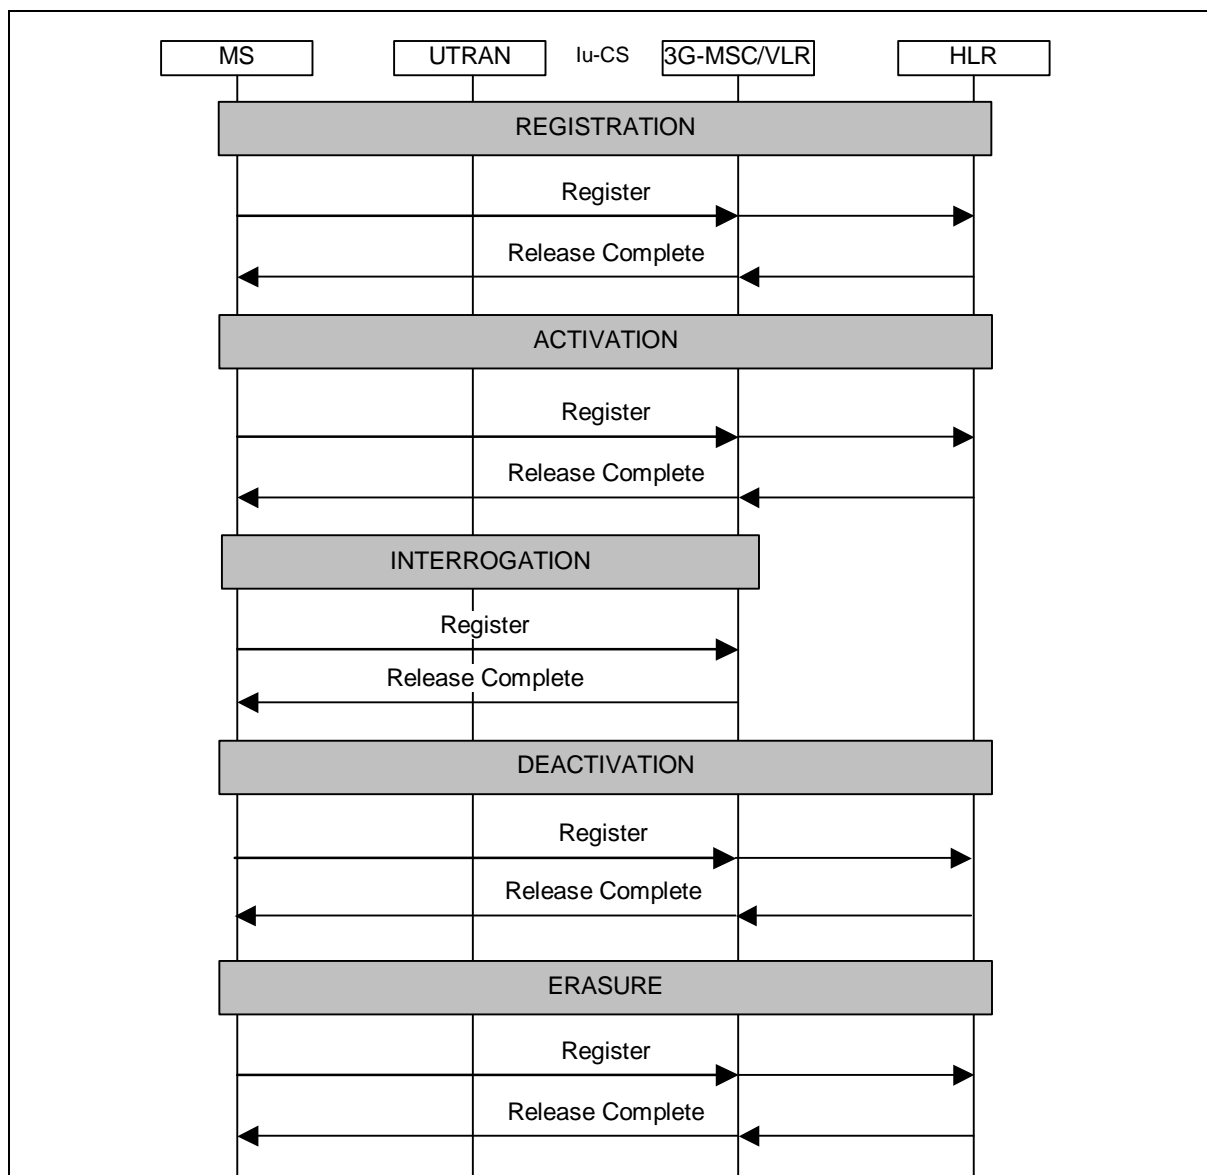 MS UTRAN Iu-CS 3G-MSC/VLR HLR
REGISTRATION
Register
Release Complete
ACTIVATION
Register
Release Complete
INTERROGATION
Register
Release Complete
DEACTIVATION
Register
Release Complete
ERASURE
Register
Release Complete